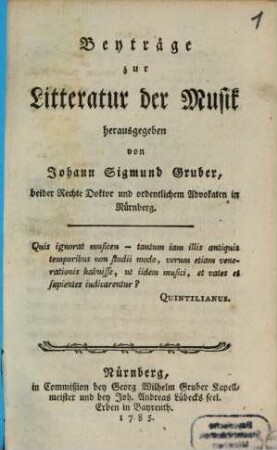 1
Beyträge
zur
Litteratur der Musik
herausgegeben
von
Johann Sigmund Gruber,
beider Rechte Doktor und ordentlichem Advokaten in
Nürnberg.
Quis ignorat musicen — tantum iam illis antiquis
temporibus non studii modo, verum etiam vene-
rationis habuisse, ut iidem musici, et vates et
sapientes iudicarentur?
QUINTILIANUS.
Nürnberg,
in Commißion bey Georg Wilhelm Gruber Kapell-
meister und bey Joh. Andreas Lübecks seel.
Erben in Bayreuth.
1785.